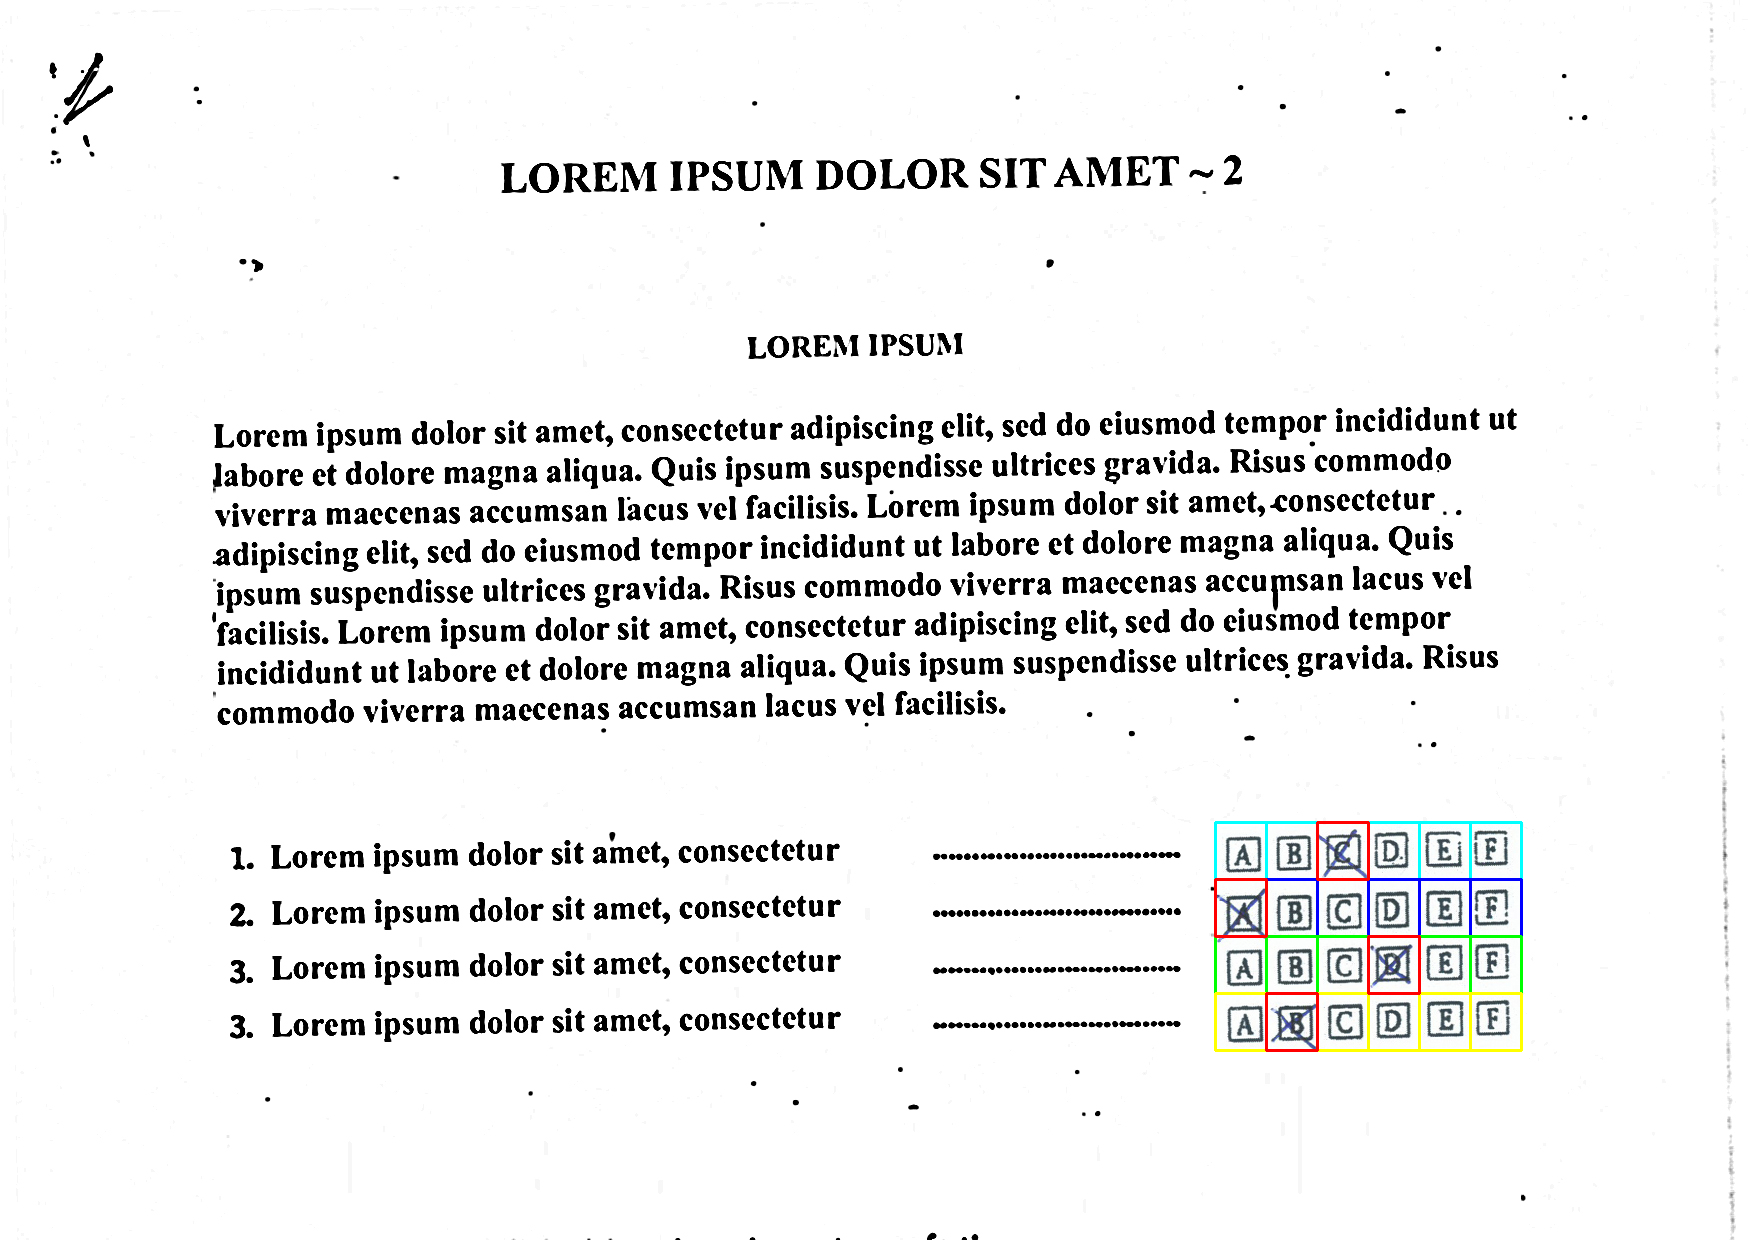 LOREM IPSUM DOLOR SIT AMET ~ 2
LOREM IPSUM
Lorem ipsum dolor sit amet, consectetur adipiscing elit, sed do eiusmod tempor incididunt ut
labore et dolore magna aliqua. Quis ipsum suspendisse ultrices gravida. Risus commodo
viverra maecenas accumsan lacus vel facilisis. Lorem ipsum dolor sit amet, consectetur
adipiscing elit, sed do eiusmod tempor incididunt ut labore et dolore magna aliqua. Quis
ipsum suspendisse ultrices gravida. Risus commodo viverra maecenas accumsan lacus vel
facilisis. Lorem ipsum dolor sit amet, consectetur adipiscing elit, sed do eiusmod tempor
incididunt ut labore et dolore magna aliqua. Quis ipsum suspendisse ultrices gravida. Risus
commodo viverra maecenas accumsan lacus vel facilisis.
1. Lorem ipsum dolor sit amet, consectetur ................................ A B C D E F
2. Lorem ipsum dolor sit amet, consectetur ................................ A B C D E F
3. Lorem ipsum dolor sit amet, consectetur ................................ A B C D E F
3. Lorem ipsum dolor sit amet, consectetur ................................ A B C D E F